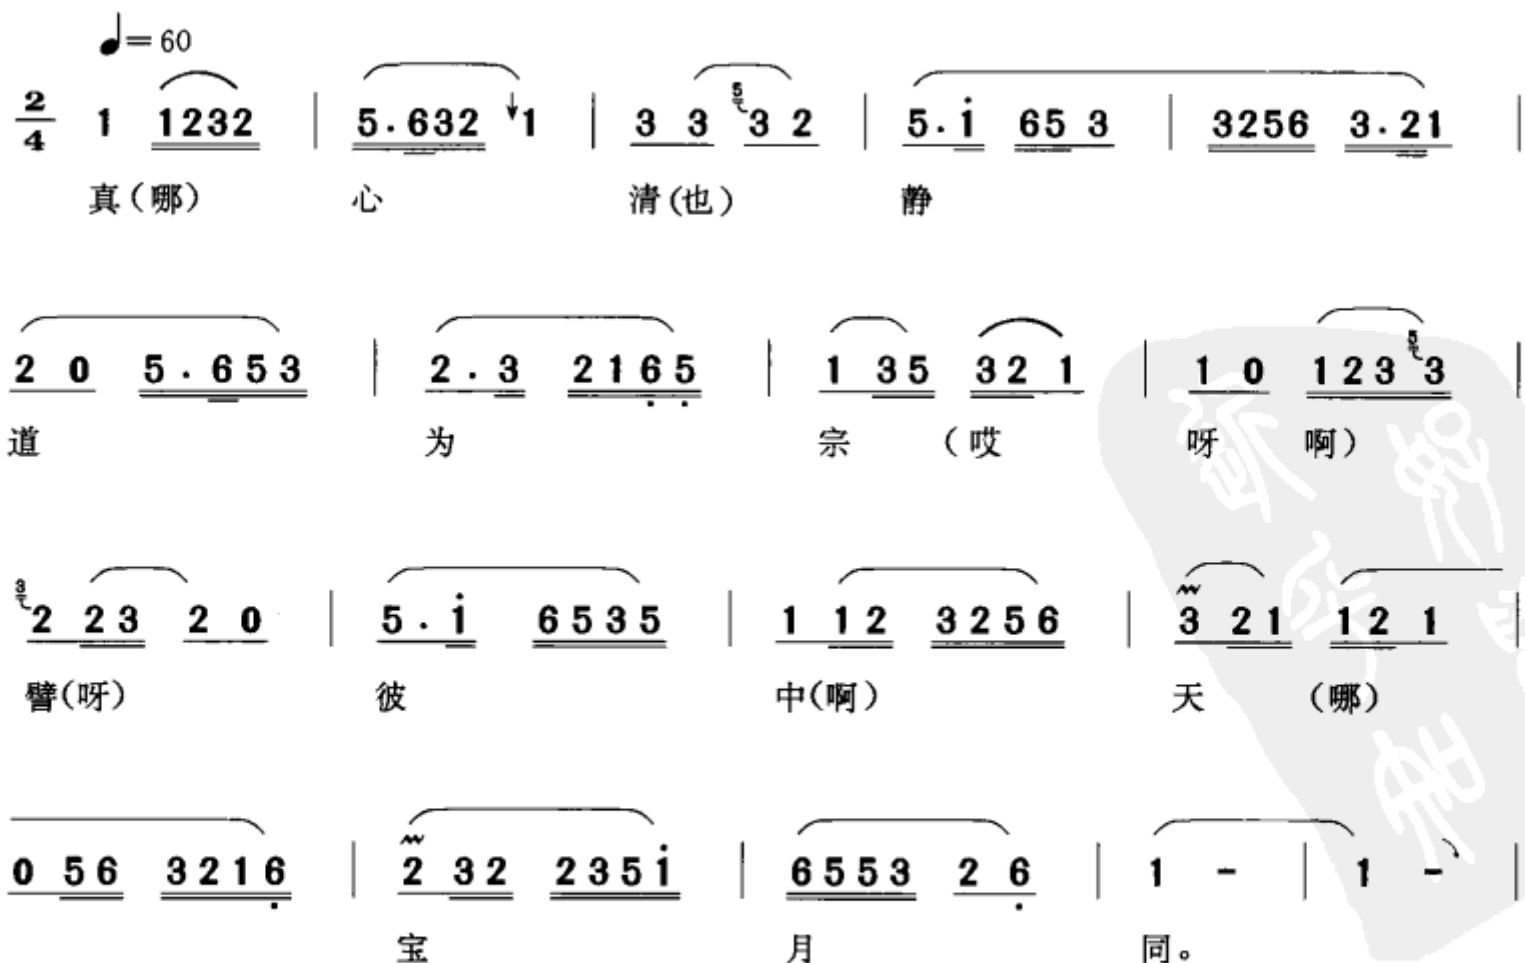 ♩= 60
2/4 1 1232 | 5·632 1 | 3 3 5 3 2 | 5·i 65 3 | 3256 3·21 |
真(哪) 心 清(也) 静
2 0 5·653 | 2·3 2165 | 1 35 32 1 | 1 0 123 5 3 |
道 为 宗 (哎 呀 啊)
3 2 23 2 0 | 5·i 6535 | 1 12 3256 | 3 21 12 1 |
譬(呀) 彼 中(啊) 天 (哪)
0 56 3216 | 2 32 235i | 6553 2 6 | 1 - | 1 - |
宝 月 同。